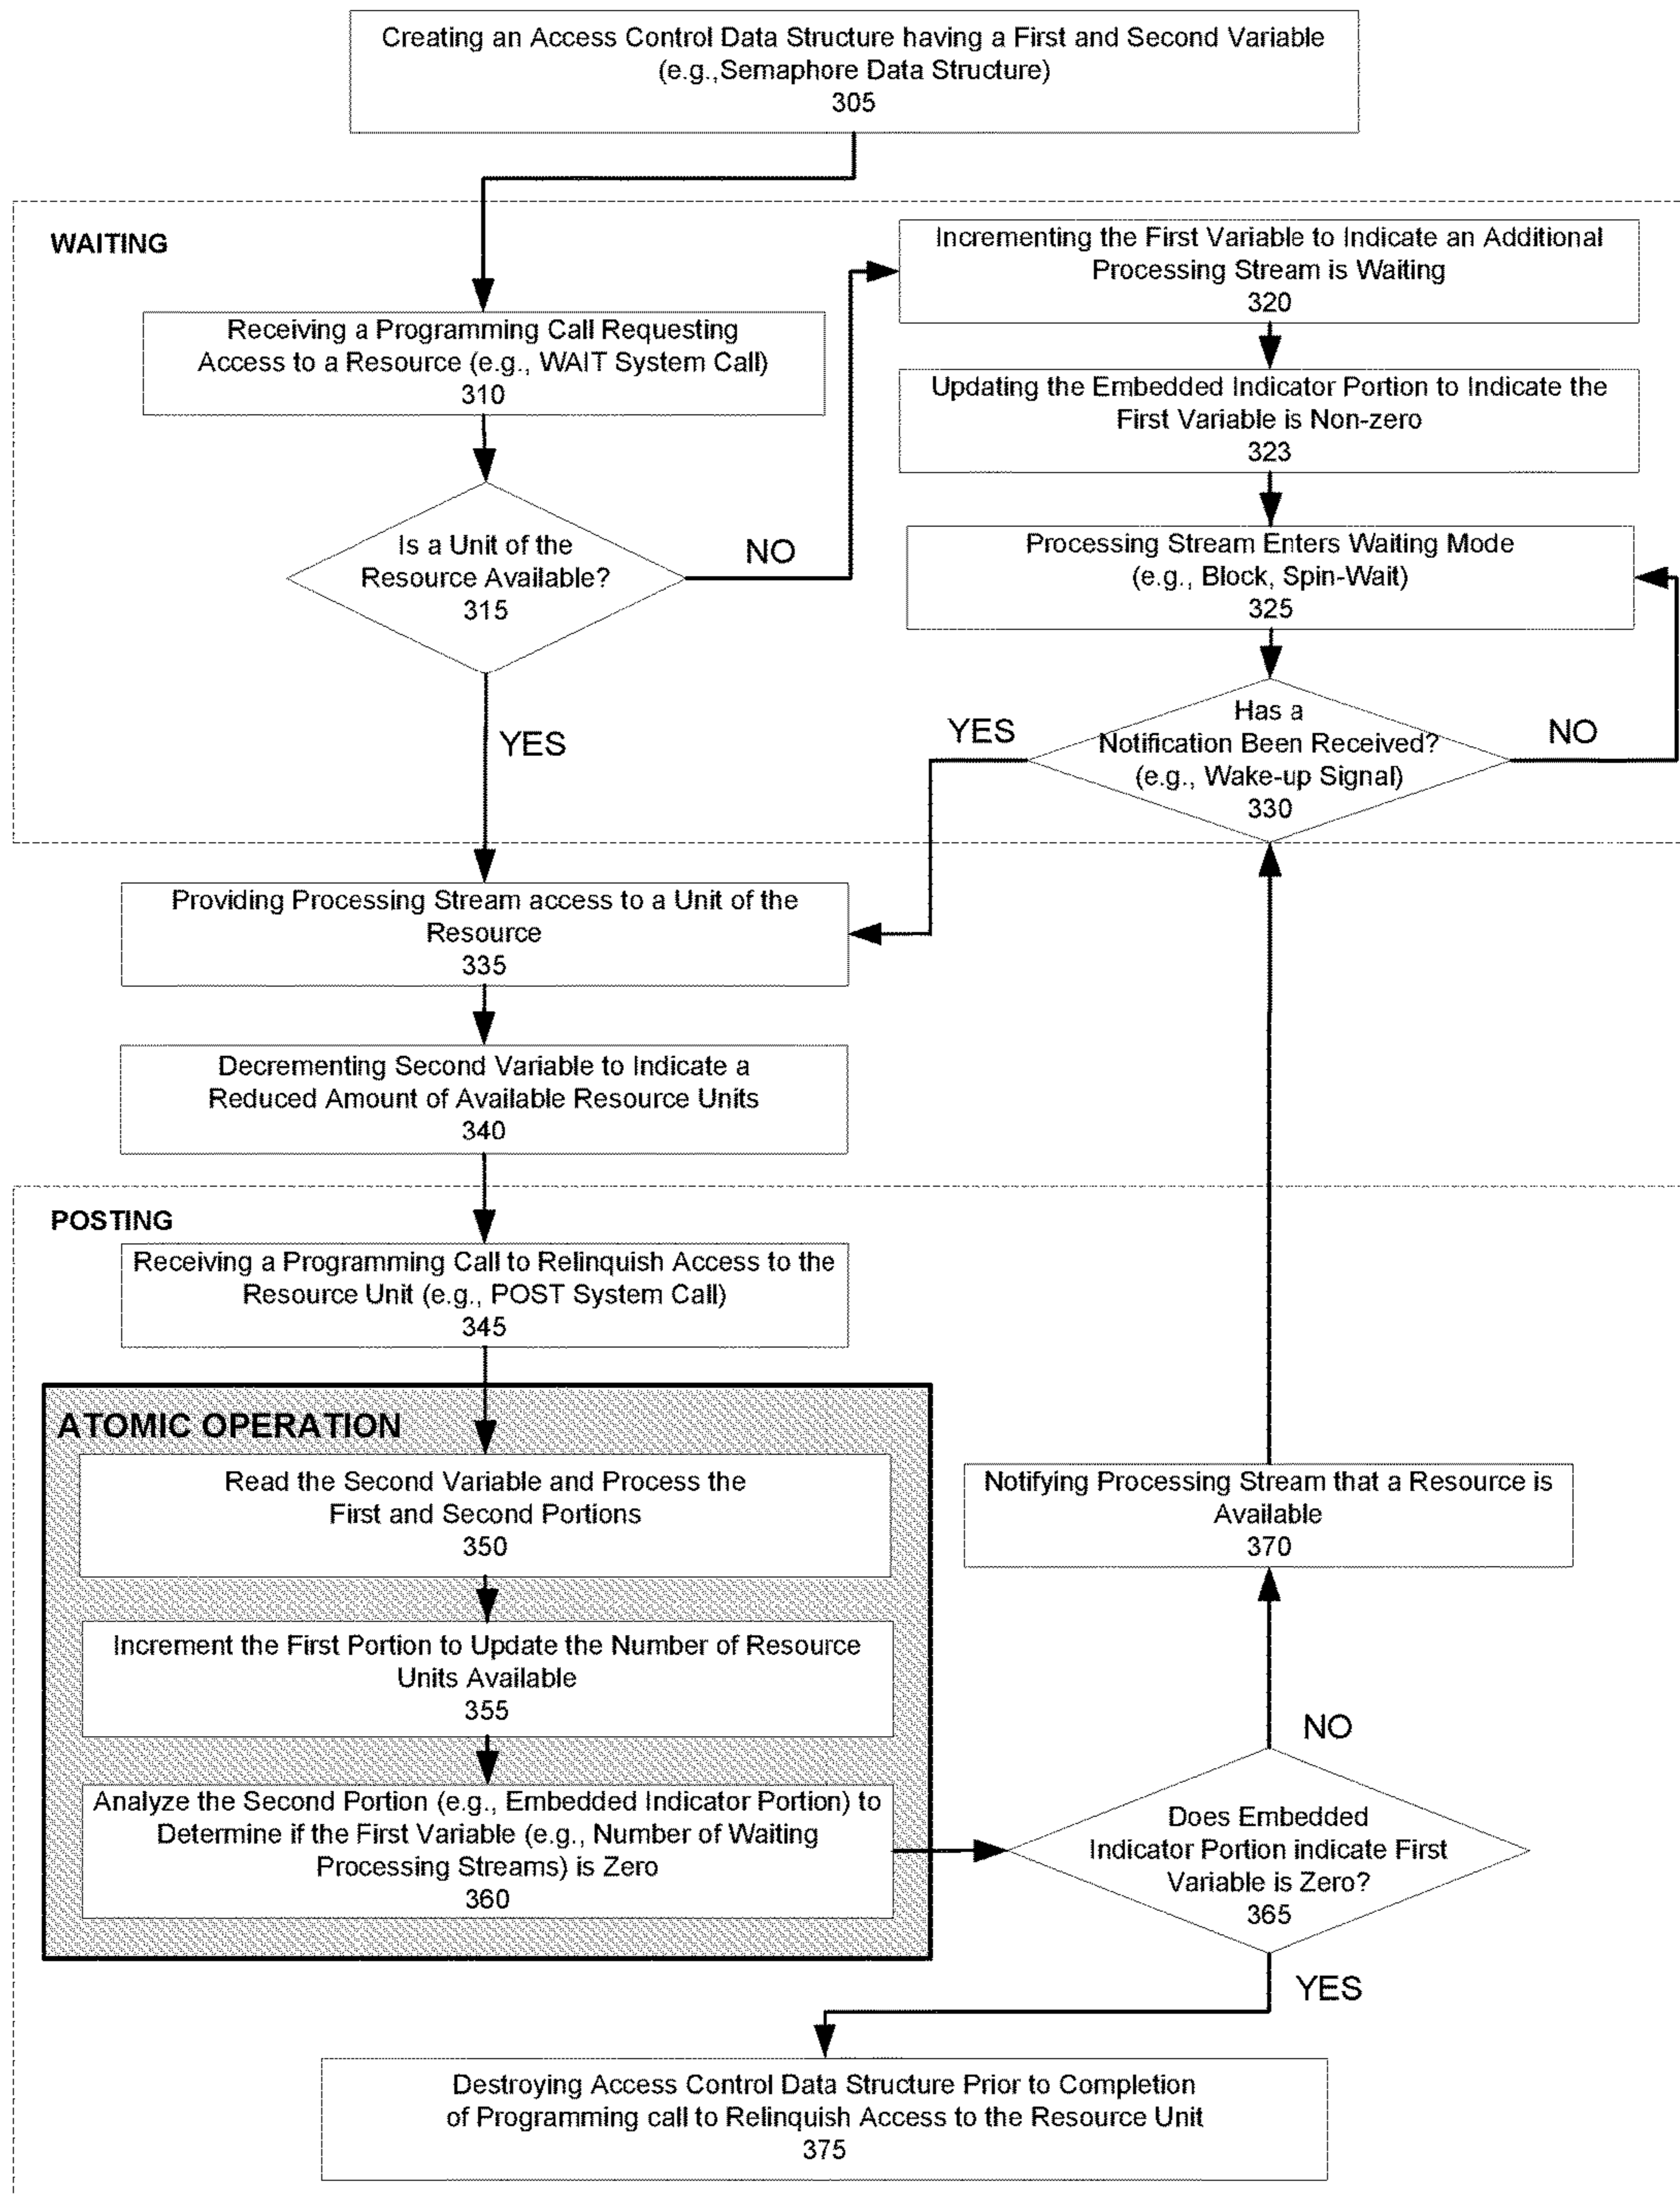 Creating an Access Control Data Structure having a First and Second Variable
(e.g.,Semaphore Data Structure)
305
WAITING
Receiving a Programming Call Requesting
Access to a Resource (e.g., WAIT System Call)
310
Is a Unit of the
Resource Available?
315
NO
YES
Incrementing the First Variable to Indicate an Additional
Processing Stream is Waiting
320
Updating the Embedded Indicator Portion to Indicate the
First Variable is Non-zero
323
Processing Stream Enters Waiting Mode
(e.g., Block, Spin-Wait)
325
Has a
Notification Been Received?
(e.g., Wake-up Signal)
330
YES
NO
Providing Processing Stream access to a Unit of the
Resource
335
Decrementing Second Variable to Indicate a
Reduced Amount of Available Resource Units
340
POSTING
Receiving a Programming Call to Relinquish Access to the
Resource Unit (e.g., POST System Call)
345
ATOMIC OPERATION
Read the Second Variable and Process the
First and Second Portions
350
Increment the First Portion to Update the Number of Resource
Units Available
355
Analyze the Second Portion (e.g., Embedded Indicator Portion) to
Determine if the First Variable (e.g., Number of Waiting
Processing Streams) is Zero
360
Notifying Processing Stream that a Resource is
Available
370
NO
Does Embedded
Indicator Portion indicate First
Variable is Zero?
365
YES
Destroying Access Control Data Structure Prior to Completion
of Programming call to Relinquish Access to the Resource Unit
375